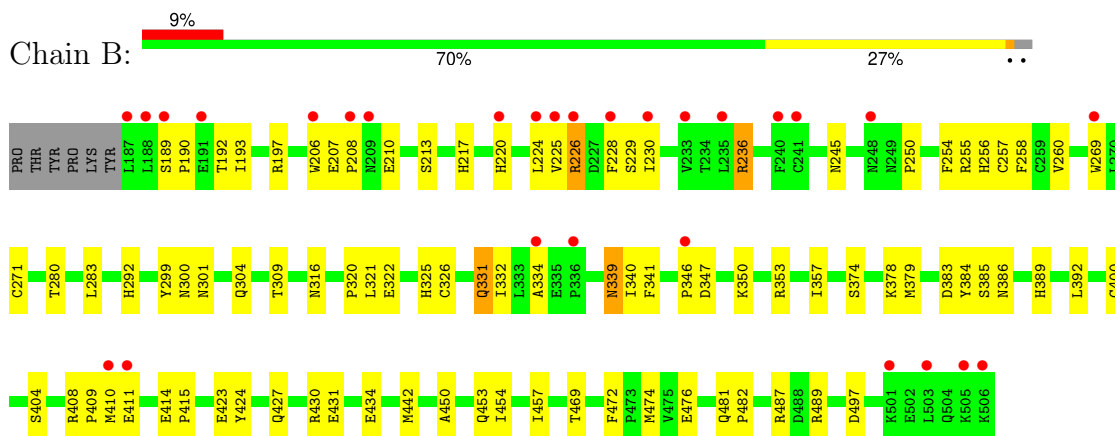 9%
Chain B:
70% 27% • •
PRO THR TYR PRO LYS TYR L187 L188 S189 P190 E191 T192 I193 R197 W206 E207 P208 N209 E210 S213 H217 H220 L224 V225 R226 D227 F228 S229 I230 V233 T234 L235 R236 F240 C241 N245 N248 N249 P250 F254 R255 H256 C257 F258 C259 V260 W269 L270
C271 T280 L283 H292 Y299 N300 N301 Q304 T309 N316 P320 L321 E322 H325 C326 Q331 I332 L333 A334 E335 P336 N339 I340 F341 P346 D347 K350 R353 I357 S374 K378 M379 D383 Y384 S385 N386 H389 L392
S404 R408 P409 M410 E411 E414 P415 E423 Y424 Q427 R430 E431 E434 M442 A450 Q453 I454 I457 T469 F472 P473 M474 V475 E476 Q481 P482 R487 D488 R489 D497 K501 E502 L503 Q504 K505 K506